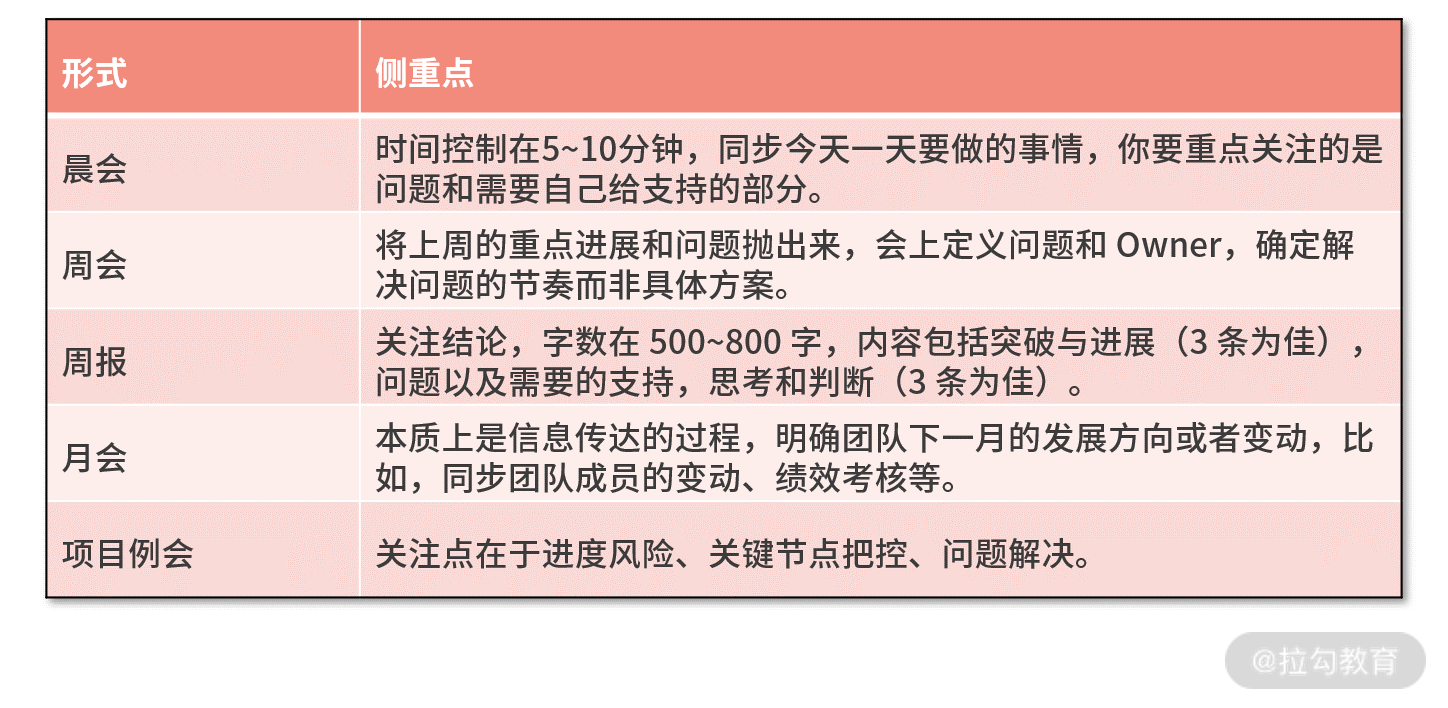 形式
侧重点
晨会
时间控制在5~10分钟，同步今天一天要做的事情，你要重点关注的是
问题和需要自己给支持的部分。
周会
将上周的重点进展和问题抛出来，会上定义问题和 Owner，确定解
决问题的节奏而非具体方案。
周报
关注结论，字数在 500~800 字，内容包括突破与进展（3 条为佳），
问题以及需要的支持，思考和判断（3 条为佳）。
月会
本质上是信息传达的过程，明确团队下一月的发展方向或者变动，比
如，同步团队成员的变动、绩效考核等。
项目例会
关注点在于进度风险、关键节点把控、问题解决。
@拉勾教育